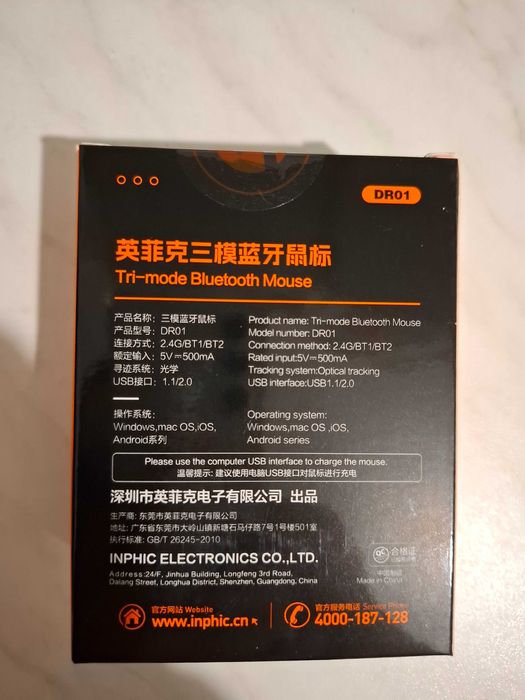 DR01
英菲克三模蓝牙鼠标
Tri-mode Bluetooth Mouse
产品名称: 三模蓝牙鼠标
产品型号: DR01
连接方式: 2.4G/BT1/BT2
额定输入: 5V⎓500mA
寻迹系统: 光学
USB接口: 1.1/2.0
Product name: Tri-mode Bluetooth Mouse
Model number: DR01
Connection method: 2.4G/BT1/BT2
Rated input:5V⎓500mA
Tracking system:Optical tracking
USB interface:USB1.1/2.0
操作系统:
Windows,mac OS,iOS,
Android系列
Operating system:
Windows,mac OS ,iOS,
Android series
Please use the computer USB interface to charge the mouse.
温馨提示: 建议使用电脑USB接口对鼠标进行充电
深圳市英菲克电子有限公司 出品
生产商: 东莞市英菲克电子有限公司
地址: 广东省东莞市大岭山镇新塘石马仔路7号1号楼501室
执行标准: GB/T 26245-2010
INPHIC ELECTRONICS CO.,LTD.
Address:24/F, Jinhua Building, Longfeng 3rd Road,
Dalang Street, Longhua District, Shenzhen, Guangdong, China
QC 合格证
中国制造
Made in China
官方网站 Website
www.inphic.cn
官方服务电话 Service Phone
4000-187-128